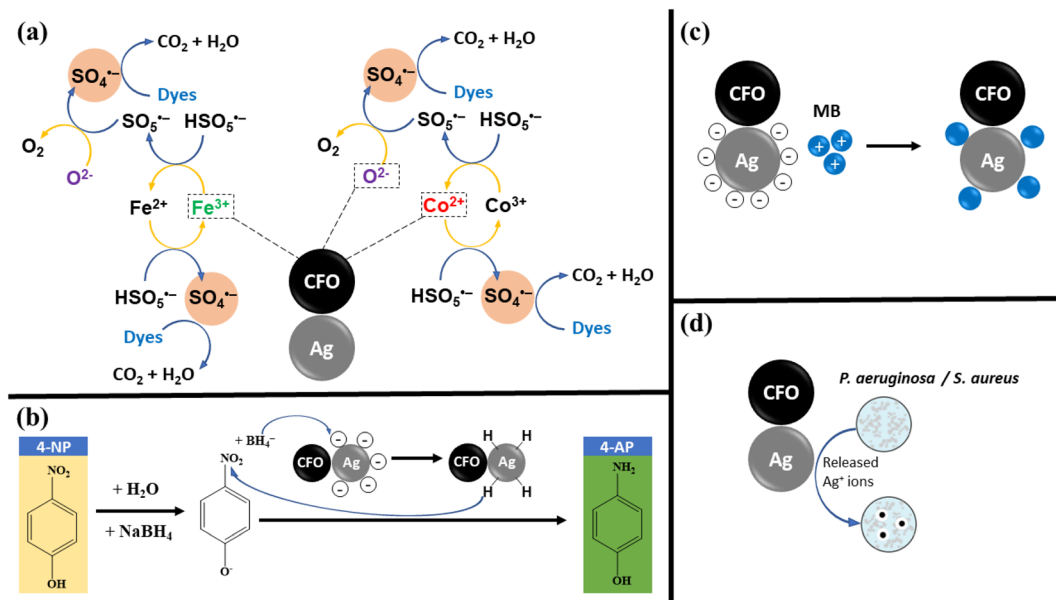 (a)
CO₂ + H₂O
SO₄•–
Dyes
O₂
SO₅•–
HSO₅•–
O²⁻
Fe²⁺
Fe³⁺
HSO₅•–
SO₄•–
Dyes
CO₂ + H₂O
CO₂ + H₂O
SO₄•–
Dyes
O₂
SO₅•–
HSO₅•–
O²⁻
Co²⁺
Co³⁺
HSO₅•–
SO₄•–
CO₂ + H₂O
Dyes
CFO
Ag
(b)
4-NP
NO₂
OH
+ H₂O
+ NaBH₄
NO₂
O⁻
+ BH₄⁻
CFO
Ag
−
−
−
−
−
CFO
Ag
H
H
H
H
4-AP
NH₂
OH
(c)
CFO
Ag
-
-
-
-
-
-
-
-
MB
+
+
+
CFO
Ag
(d)
CFO
Ag
P. aeruginosa / S. aureus
Released
Ag⁺ ions